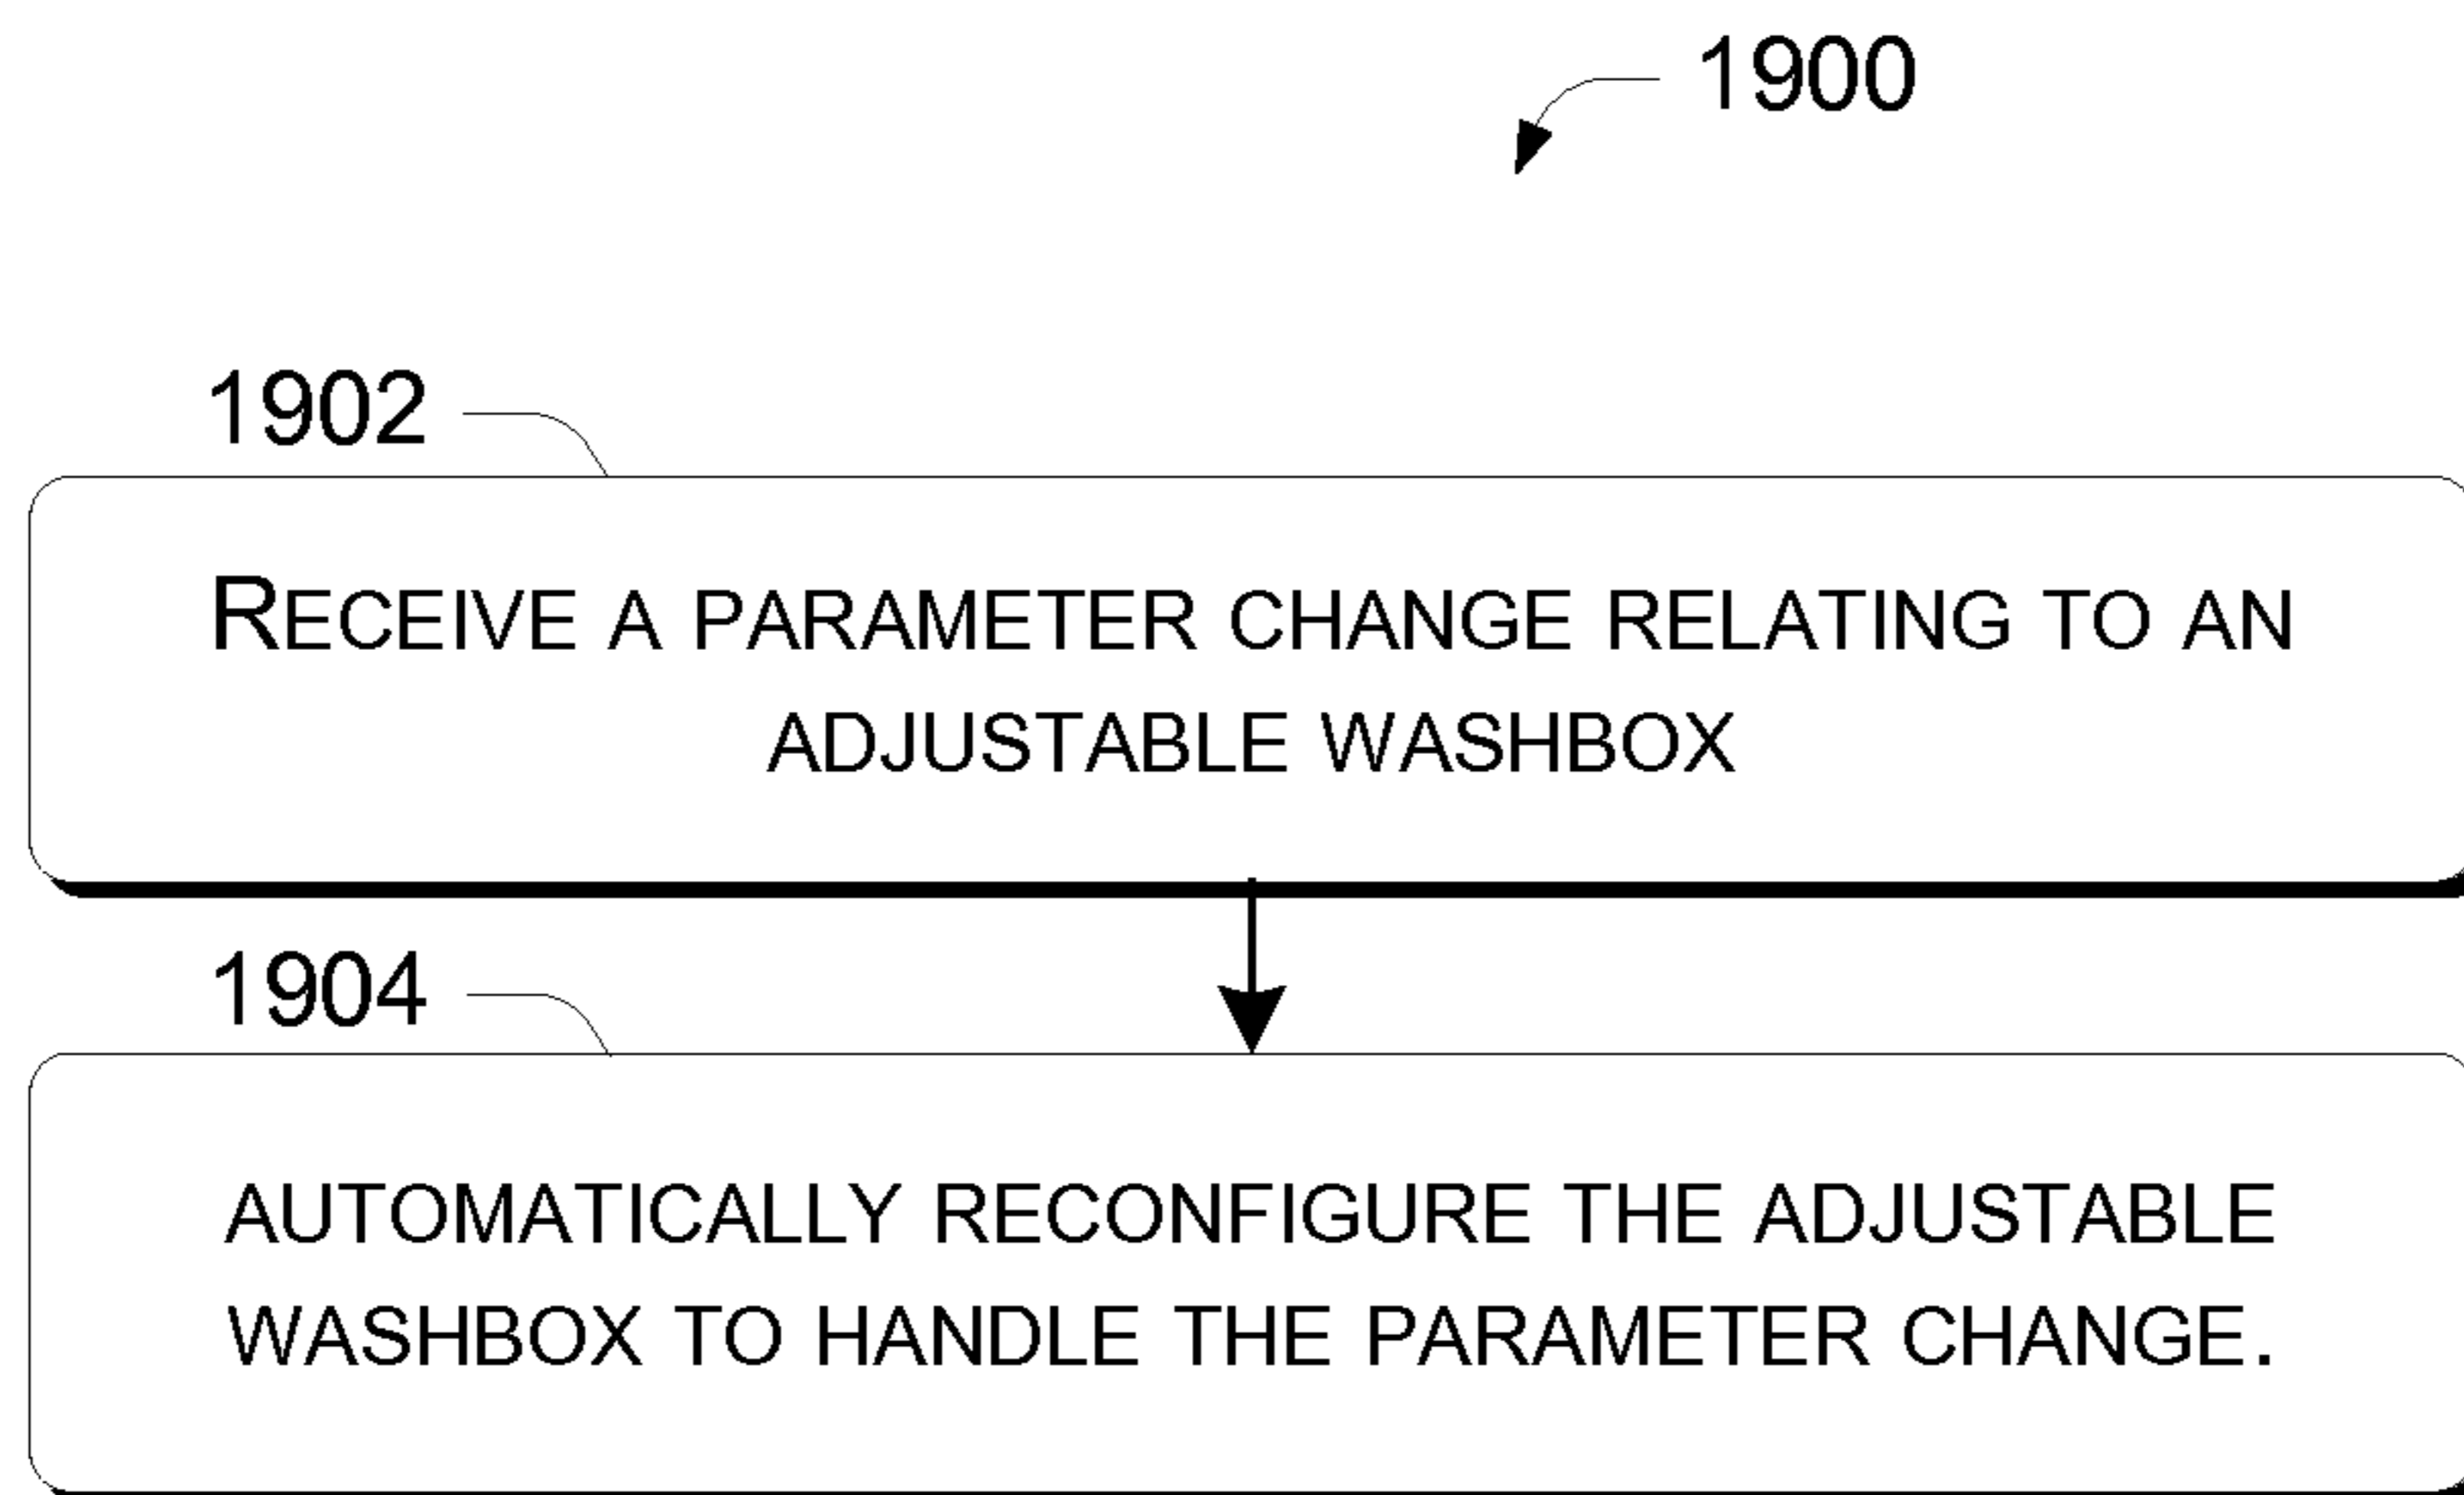 1900
1902
RECEIVE A PARAMETER CHANGE RELATING TO AN
ADJUSTABLE WASHBOX
1904
AUTOMATICALLY RECONFIGURE THE ADJUSTABLE
WASHBOX TO HANDLE THE PARAMETER CHANGE.